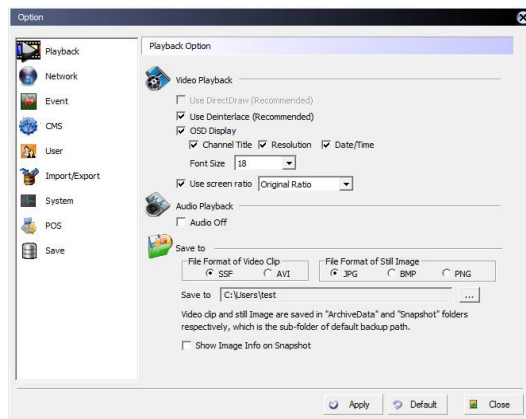 Option
Playback
Network
Event
CMS
User
Import/Export
System
POS
Save
Playback Option
Video Playback
Use DirectDraw (Recommended)
Use Deinterlace (Recommended)
OSD Display
Channel Title Resolution Date/Time
Font Size 18
Use screen ratio Original Ratio
Audio Playback
Audio Off
Save to
File Format of Video Clip File Format of Still Image
SSF AVI JPG BMP PNG
Save to C:\Users\test ...
Video clip and still Image are saved in "ArchiveData" and "Snapshot" folders
respectively, which is the sub-folder of default backup path.
Show Image Info on Snapshot
Apply Default Close